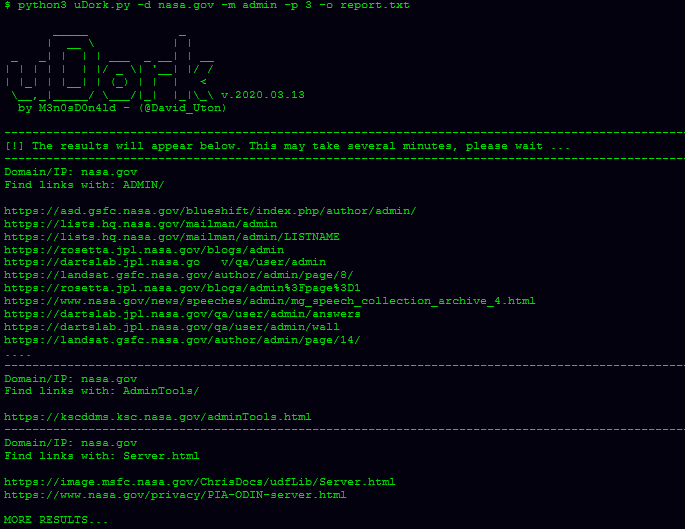 $ python3 uDork.py -d nasa.gov -m admin -p 3 -o report.txt
uDork
v.2020.03.13
by M3n0sD0n4ld - (@David_Uton)
[!] The results will appear below. This may take several minutes, please wait ...
Domain/IP: nasa.gov
Find links with: ADMIN/
https://asd.gsfc.nasa.gov/blueshift/index.php/author/admin/
https://lists.hq.nasa.gov/mailman/admin
https://lists.hq.nasa.gov/mailman/admin/LISTNAME
https://rosetta.jpl.nasa.gov/blogs/admin
https://dartslab.jpl.nasa.go   v/qa/user/admin
https://landsat.gsfc.nasa.gov/author/admin/page/8/
https://rosetta.jpl.nasa.gov/blogs/admin%3Fpage%3D1
https://www.nasa.gov/news/speeches/admin/mg_speech_collection_archive_4.html
https://dartslab.jpl.nasa.gov/qa/user/admin/answers
https://dartslab.jpl.nasa.gov/qa/user/admin/wall
https://landsat.gsfc.nasa.gov/author/admin/page/14/
....
Domain/IP: nasa.gov
Find links with: AdminTools/
https://kscddms.ksc.nasa.gov/adminTools.html
Domain/IP: nasa.gov
Find links with: Server.html
https://image.msfc.nasa.gov/ChrisDocs/udfLib/Server.html
https://www.nasa.gov/privacy/PIA-ODIN-server.html
MORE RESULTS...